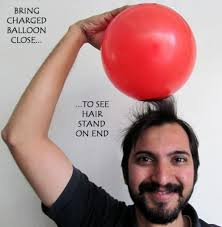 BRING
CHARGED
BALLOON
CLOSE...
...TO SEE
HAIR
STAND
ON END